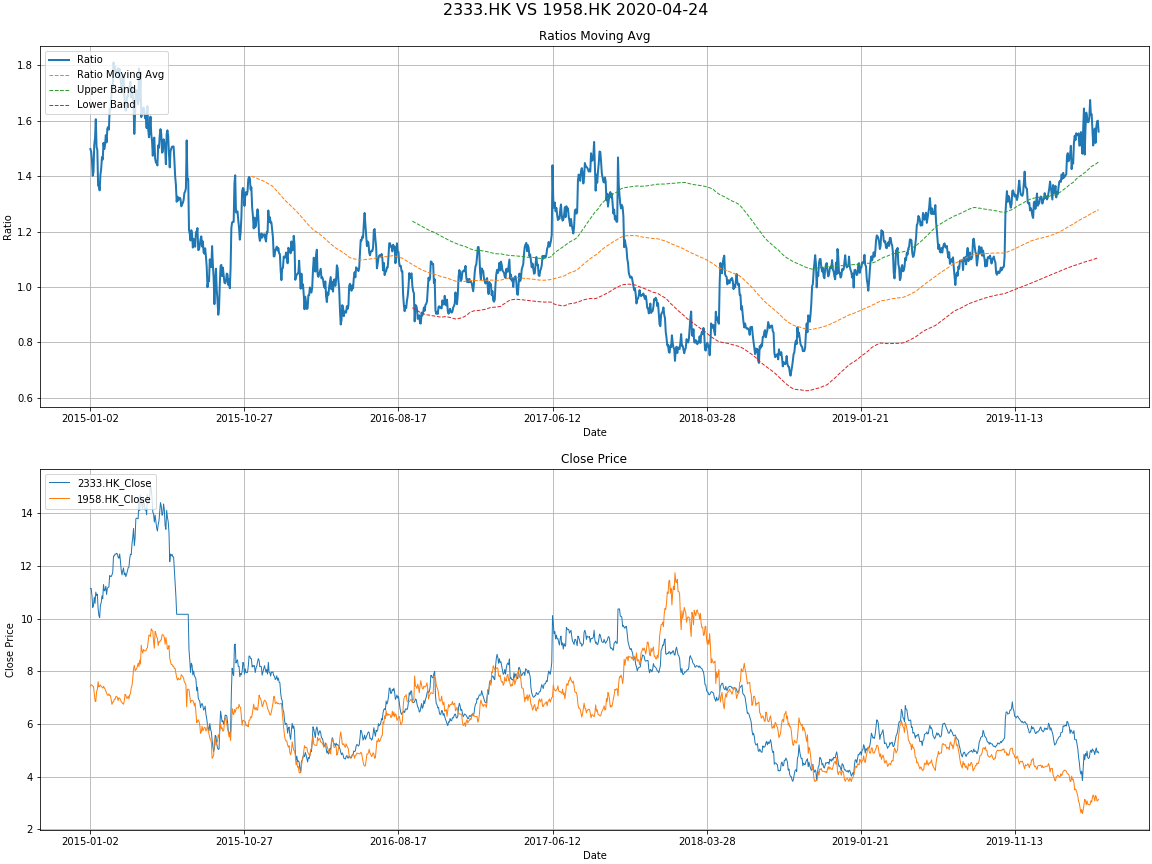 2333.HK VS 1958.HK 2020-04-24
Ratios Moving Avg
Ratio
Ratio Moving Avg
Upper Band
Lower Band
1.8
1.6
1.4
1.2
1.0
0.8
0.6
Ratio
2015-01-02 2015-10-27 2016-08-17 2017-06-12 2018-03-28 2019-01-21 2019-11-13
Date
Close Price
2333.HK_Close
1958.HK_Close
14
12
10
8
6
4
2
Close Price
2015-01-02 2015-10-27 2016-08-17 2017-06-12 2018-03-28 2019-01-21 2019-11-13
Date